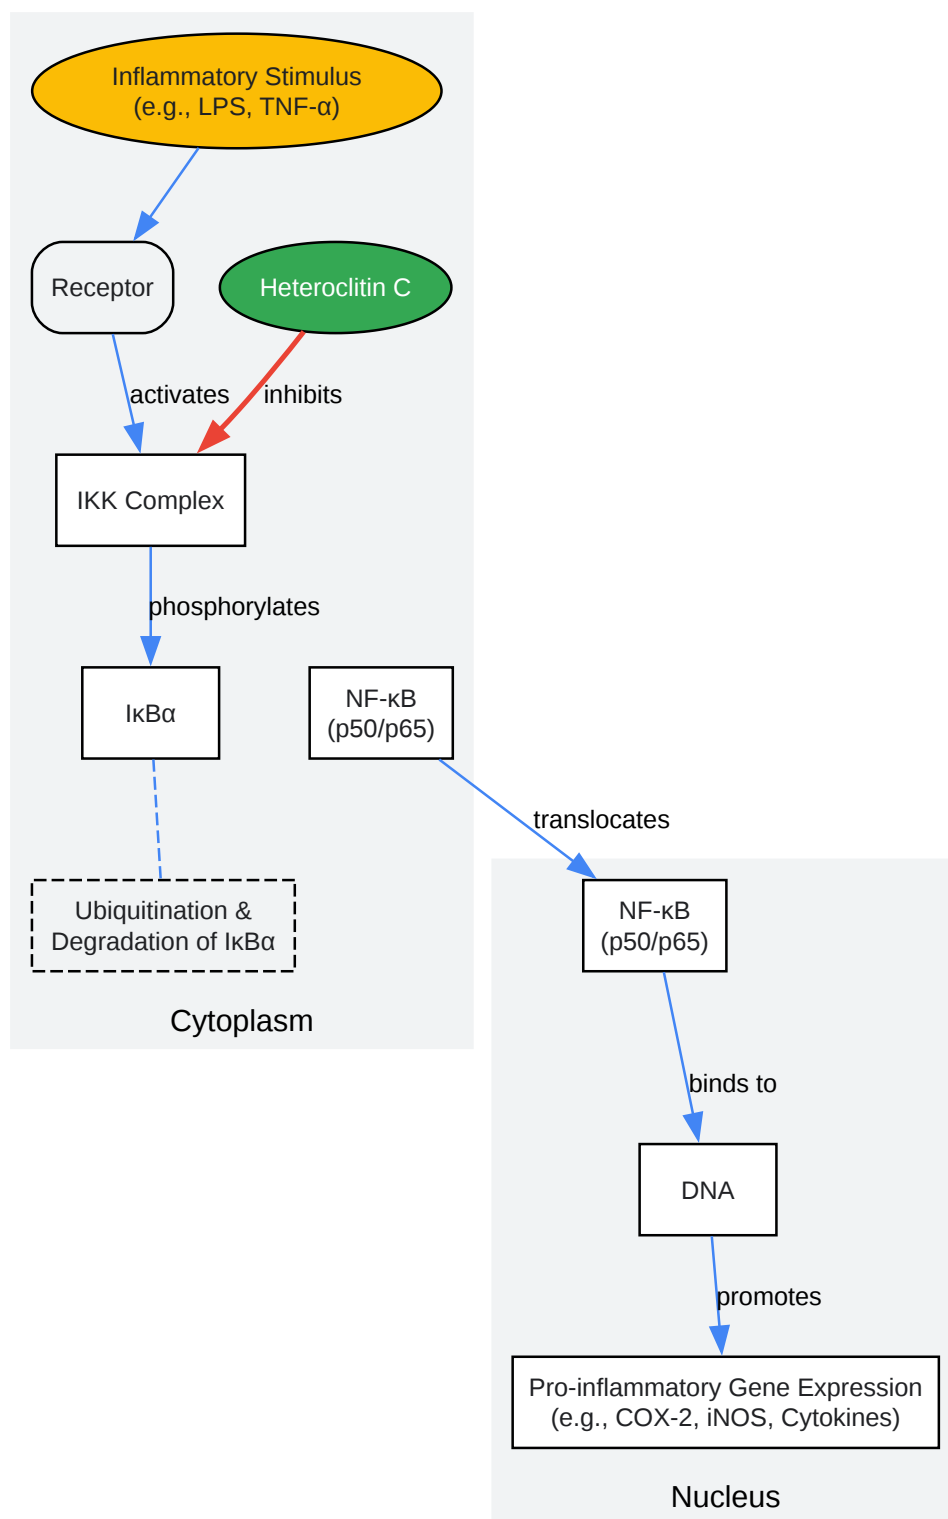 Inflammatory Stimulus
(e.g., LPS, TNF-α)
Receptor
Heteroclitin C
activates
inhibits
IKK Complex
phosphorylates
IκBα
NF-κB
(p50/p65)
translocates
Ubiquitination &
Degradation of IκBα
Cytoplasm
NF-κB
(p50/p65)
binds to
DNA
promotes
Pro-inflammatory Gene Expression
(e.g., COX-2, iNOS, Cytokines)
Nucleus